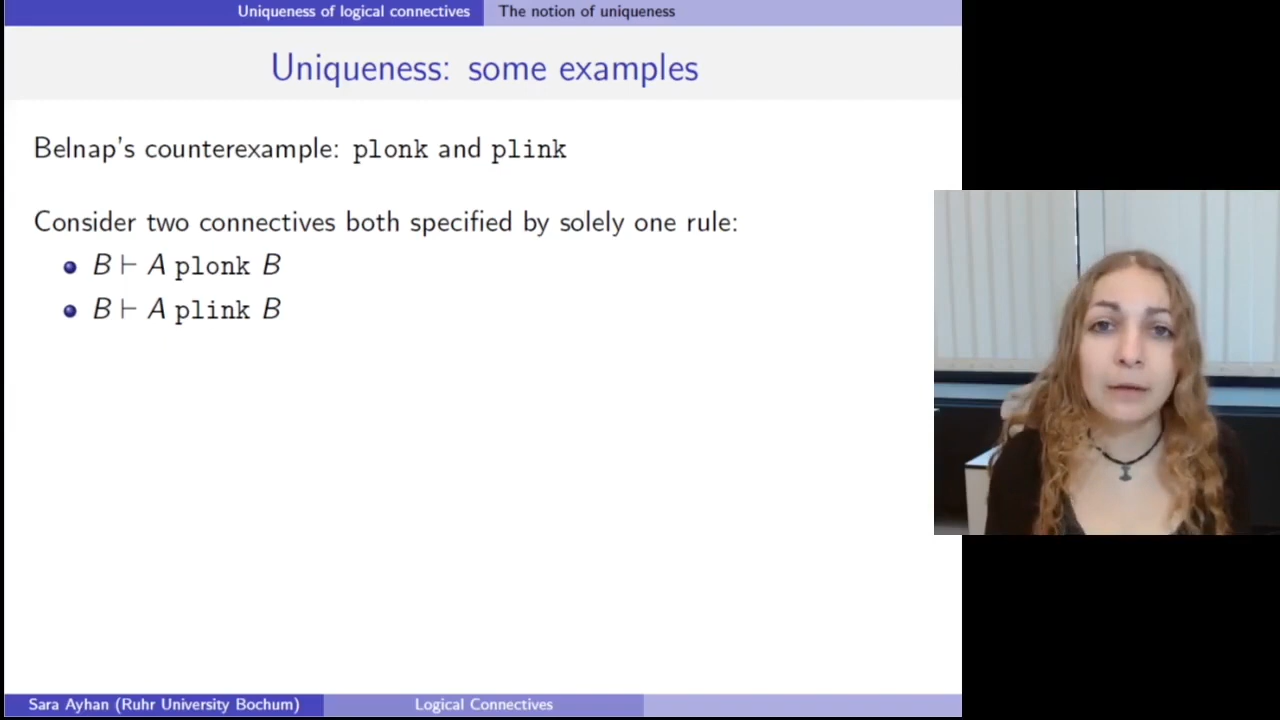 Uniqueness of logical connectives The notion of uniqueness
Uniqueness: some examples
Belnap's counterexample: plonk and plink
Consider two connectives both specified by solely one rule:
B ⊢ A plonk B
B ⊢ A plink B
Sara Ayhan (Ruhr University Bochum) Logical Connectives